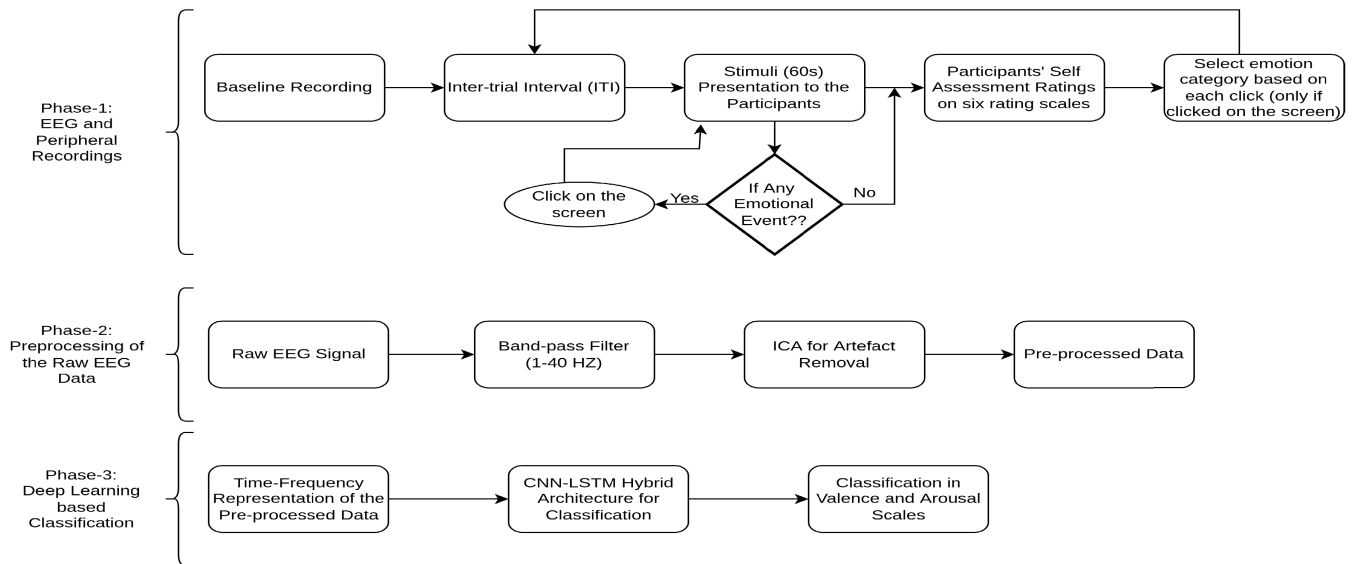 Phase-1:
EEG and
Peripheral
Recordings
Baseline Recording
Inter-trial Interval (ITI)
Stimuli (60s)
Presentation to the
Participants
Participants' Self
Assessment Ratings
on six rating scales
Select emotion
category based on
each click (only if
clicked on the screen)
If Any
Emotional
Event??
Yes
No
Click on the
screen
Phase-2:
Preprocessing of
the Raw EEG
Data
Raw EEG Signal
Band-pass Filter
(1-40 HZ)
ICA for Artefact
Removal
Pre-processed Data
Phase-3:
Deep Learning
based
Classification
Time-Frequency
Representation of the
Pre-processed Data
CNN-LSTM Hybrid
Architecture for
Classification
Classification in
Valence and Arousal
Scales